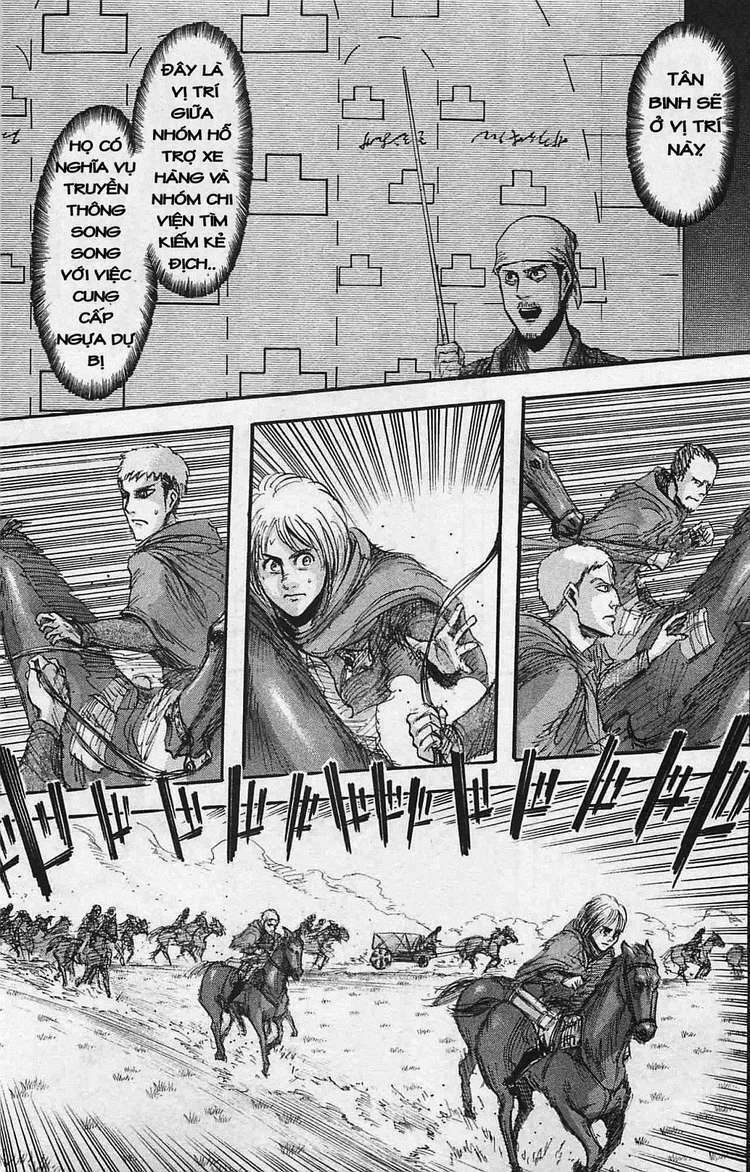 TÂN
BINH SẼ
Ở VỊ TRÍ
NÀY.
ĐÂY LÀ
VỊ TRÍ
GIỮA
NHÓM HỖ
TRỢ XE
HÀNG VÀ
NHÓM CHI
VIỆN TÌM
KIẾM KẺ
ĐỊCH..
HỌ CÓ
NGHĨA VỤ
TRUYỀN
THÔNG
SONG
SONG
VỚI VIỆC
CUNG
CẤP
NGỰA DỰ
BỊ